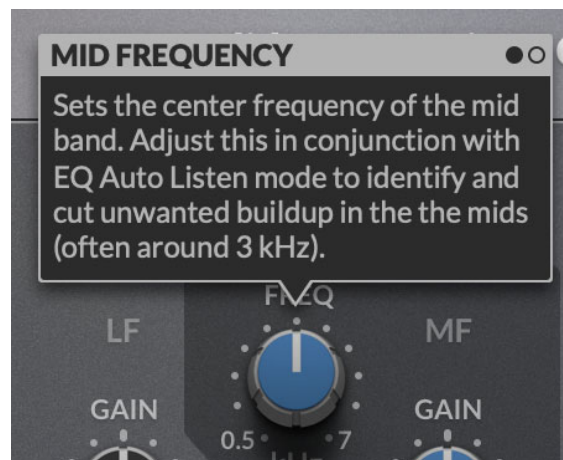 MID FREQUENCY
Sets the center frequency of the mid
band. Adjust this in conjunction with
EQ Auto Listen mode to identify and
cut unwanted buildup in the the mids
(often around 3 kHz).
FREQ
LF
MF
GAIN
GAIN
0.5
7
kHz